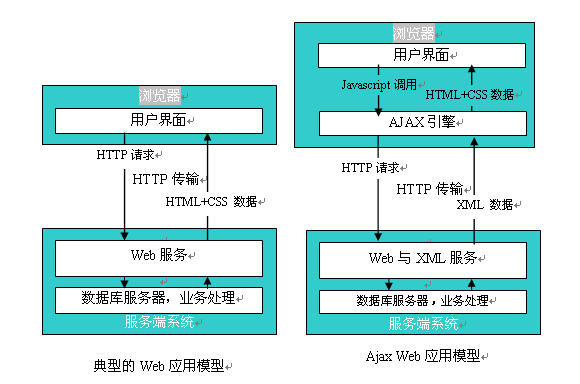 浏览器
用户界面
HTTP 请求
HTTP 传输
HTML+CSS 数据
Web 服务
数据库服务器，业务处理
服务端系统
典型的 Web 应用模型
浏览器
用户界面
Javascript 调用
HTML+CSS 数据
AJAX 引擎
HTTP 请求
HTTP 传输
XML 数据
Web 与 XML 服务
数据库服务器，业务处理
服务端系统
Ajax Web 应用模型